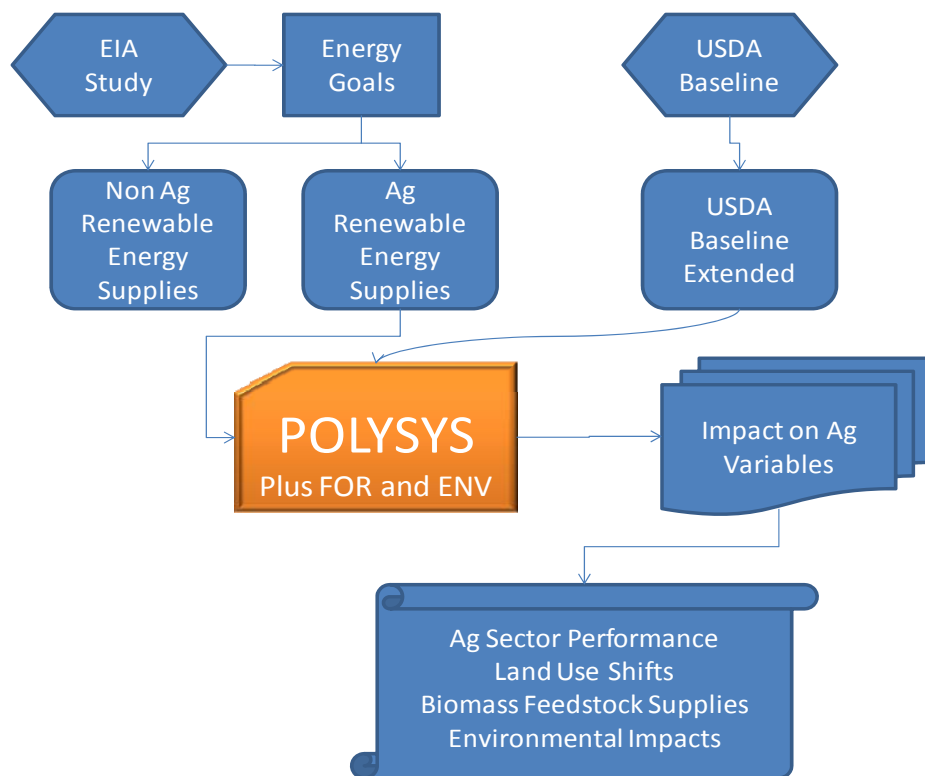 EIA
Study
Energy
Goals
USDA
Baseline
Non Ag
Renewable
Energy
Supplies
Ag
Renewable
Energy
Supplies
USDA
Baseline
Extended
POLYSYS
Plus FOR and ENV
Impact on Ag
Variables
Ag Sector Performance
Land Use Shifts
Biomass Feedstock Supplies
Environmental Impacts